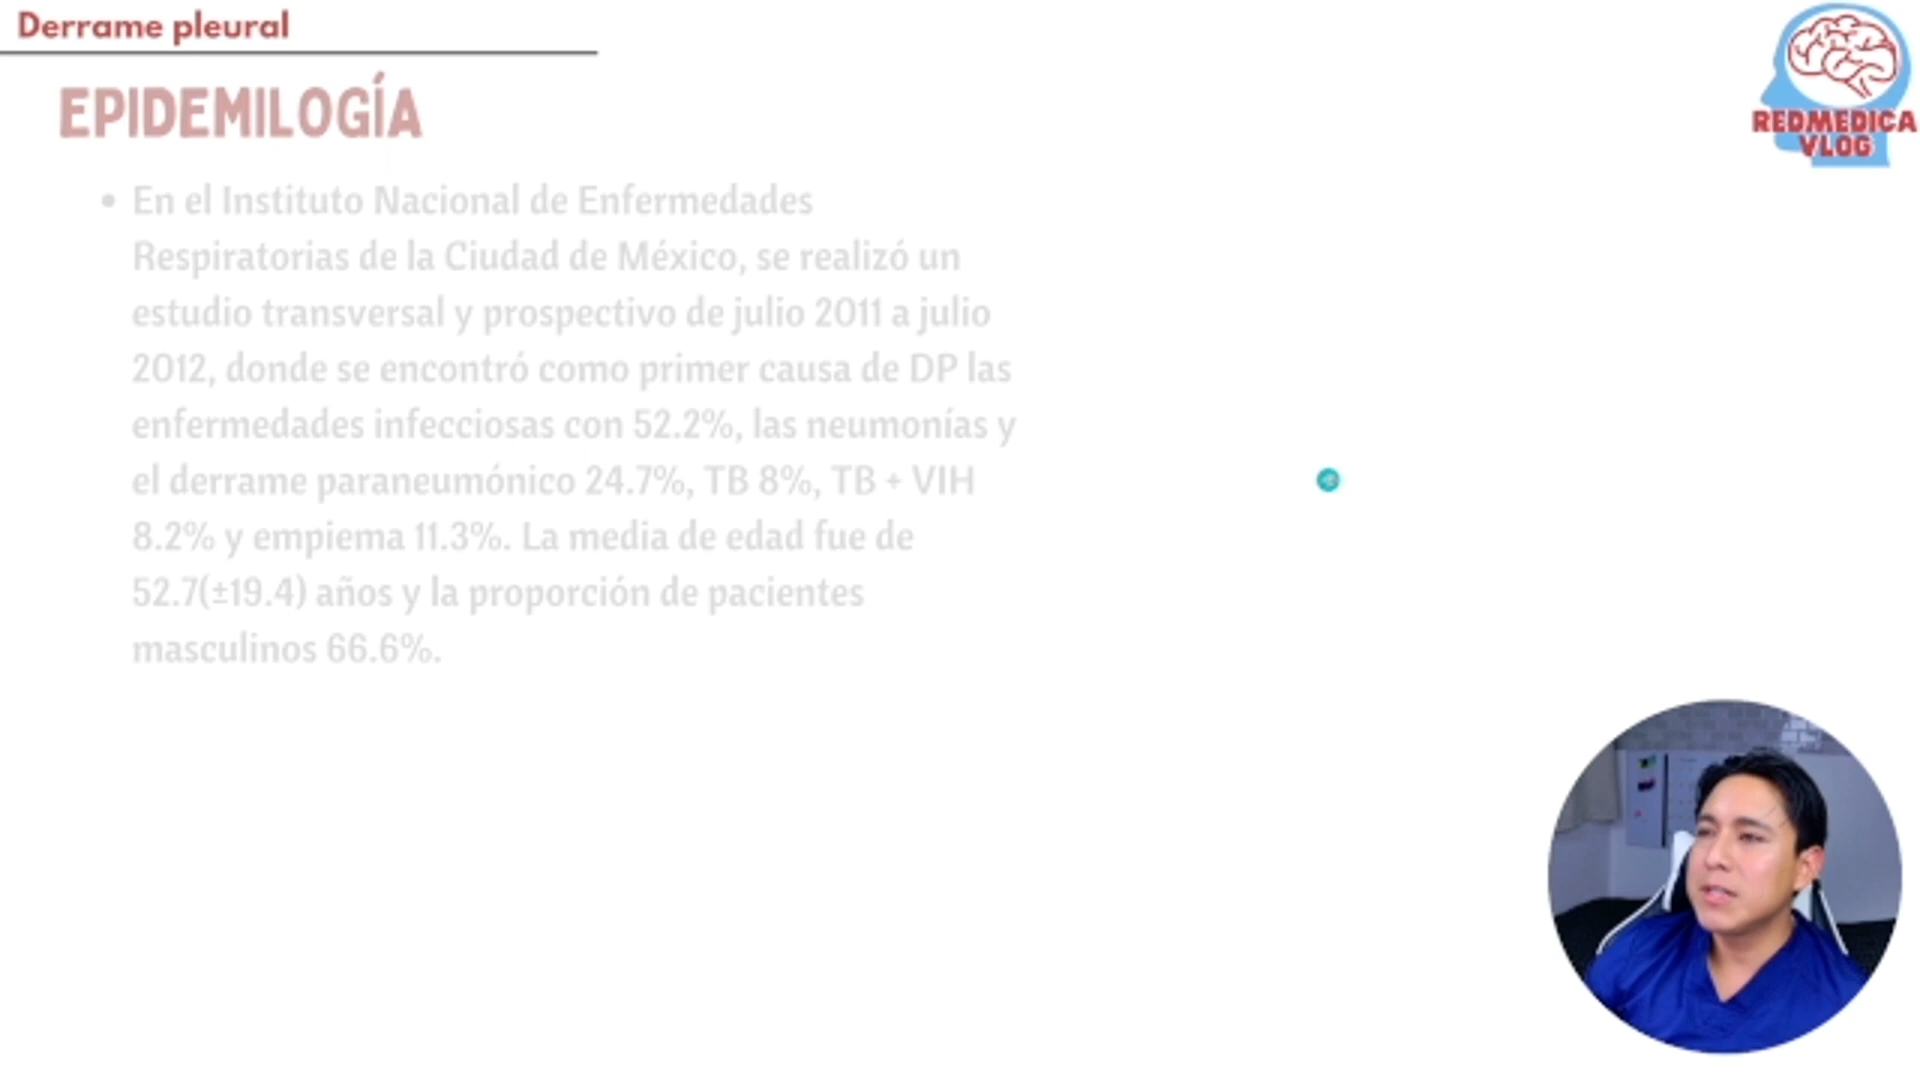 Derrame pleural
EPIDEMILOGÍA
• En el Instituto Nacional de Enfermedades
Respiratorias de la Ciudad de México, se realizó un
estudio transversal y prospectivo de julio 2011 a julio
2012, donde se encontró como primer causa de DP las
enfermedades infecciosas con 52.2%, las neumonías y
el derrame paraneumónico 24.7%, TB 8%, TB + VIH
8.2% y empiema 11.3%. La media de edad fue de
52.7(±19.4) años y la proporción de pacientes
masculinos 66.6%.
REDMEDICA
VLOG